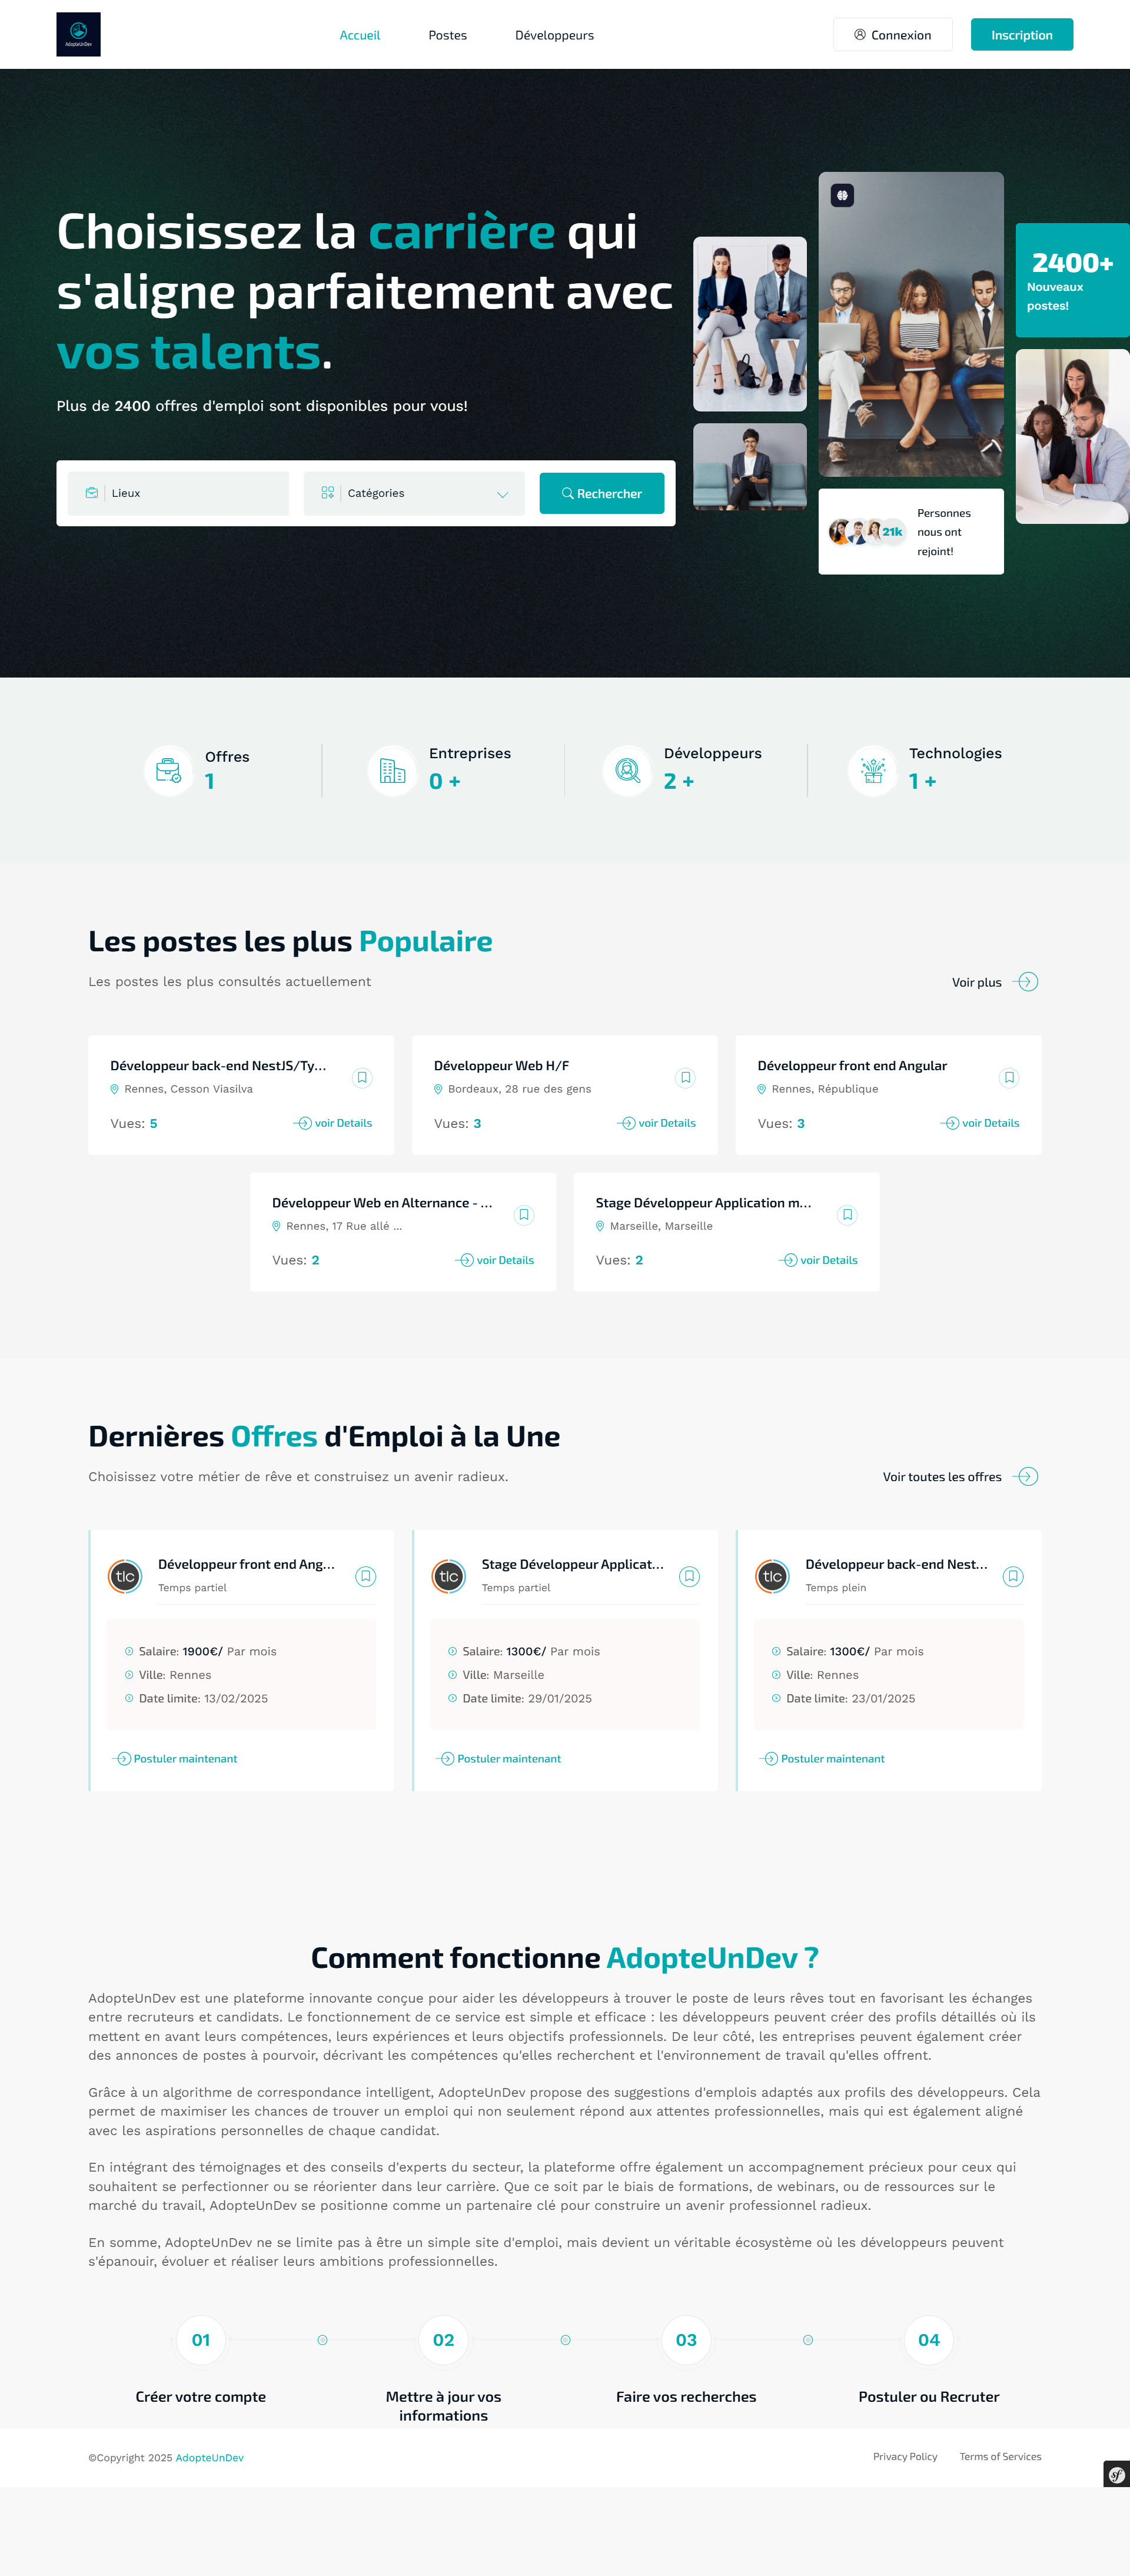 AdopteUnDev
Accueil
Postes
Développeurs
Connexion
Inscription
Choisissez la carrière qui
s'aligne parfaitement avec
vos talents.
Plus de 2400 offres d'emploi sont disponibles pour vous!
Lieux
Catégories
Rechercher
2400+
Nouveaux
postes!
21k
Personnes
nous ont
rejoint!
Offres
1
Entreprises
0 +
Développeurs
2 +
Technologies
1 +
Les postes les plus Populaire
Les postes les plus consultés actuellement
Voir plus
Développeur back-end NestJS/Ty...
Rennes, Cesson Viasilva
Vues: 5
voir Details
Développeur Web H/F
Bordeaux, 28 rue des gens
Vues: 3
voir Details
Développeur front end Angular
Rennes, République
Vues: 3
voir Details
Développeur Web en Alternance - ...
Rennes, 17 Rue allé ...
Vues: 2
voir Details
Stage Développeur Application m...
Marseille, Marseille
Vues: 2
voir Details
Dernières Offres d'Emploi à la Une
Choisissez votre métier de rêve et construisez un avenir radieux.
Voir toutes les offres
tlc
Développeur front end Ang...
Temps partiel
Salaire: 1900€/ Par mois
Ville: Rennes
Date limite: 13/02/2025
Postuler maintenant
tlc
Stage Développeur Applicat...
Temps partiel
Salaire: 1300€/ Par mois
Ville: Marseille
Date limite: 29/01/2025
Postuler maintenant
tlc
Développeur back-end Nest...
Temps plein
Salaire: 1300€/ Par mois
Ville: Rennes
Date limite: 23/01/2025
Postuler maintenant
Comment fonctionne AdopteUnDev ?
AdopteUnDev est une plateforme innovante conçue pour aider les développeurs à trouver le poste de leurs rêves tout en favorisant les échanges
entre recruteurs et candidats. Le fonctionnement de ce service est simple et efficace : les développeurs peuvent créer des profils détaillés où ils
mettent en avant leurs compétences, leurs expériences et leurs objectifs professionnels. De leur côté, les entreprises peuvent également créer
des annonces de postes à pourvoir, décrivant les compétences qu'elles recherchent et l'environnement de travail qu'elles offrent.
Grâce à un algorithme de correspondance intelligent, AdopteUnDev propose des suggestions d'emplois adaptés aux profils des développeurs. Cela
permet de maximiser les chances de trouver un emploi qui non seulement répond aux attentes professionnelles, mais qui est également aligné
avec les aspirations personnelles de chaque candidat.
En intégrant des témoignages et des conseils d'experts du secteur, la plateforme offre également un accompagnement précieux pour ceux qui
souhaitent se perfectionner ou se réorienter dans leur carrière. Que ce soit par le biais de formations, de webinars, ou de ressources sur le
marché du travail, AdopteUnDev se positionne comme un partenaire clé pour construire un avenir professionnel radieux.
En somme, AdopteUnDev ne se limite pas à être un simple site d'emploi, mais devient un véritable écosystème où les développeurs peuvent
s'épanouir, évoluer et réaliser leurs ambitions professionnelles.
01
Créer votre compte
02
Mettre à jour vos
informations
03
Faire vos recherches
04
Postuler ou Recruter
©Copyright 2025 AdopteUnDev
Privacy Policy
Terms of Services
sf